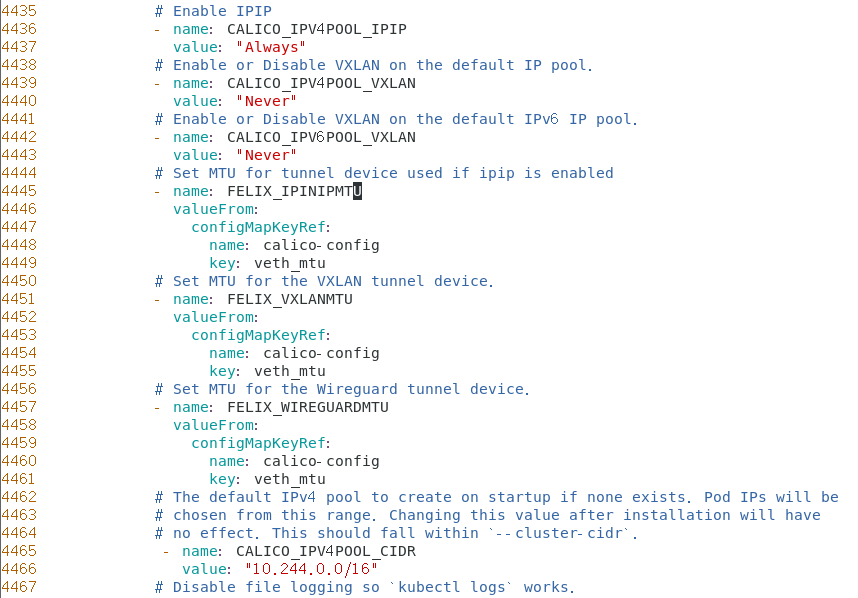 4435             # Enable IPIP
4436             - name: CALICO_IPV4POOL_IPIP
4437               value: "Always"
4438             # Enable or Disable VXLAN on the default IP pool.
4439             - name: CALICO_IPV4POOL_VXLAN
4440               value: "Never"
4441             # Enable or Disable VXLAN on the default IPv6 IP pool.
4442             - name: CALICO_IPV6POOL_VXLAN
4443               value: "Never"
4444             # Set MTU for tunnel device used if ipip is enabled
4445             - name: FELIX_IPINIPMTU
4446               valueFrom:
4447                 configMapKeyRef:
4448                   name: calico-config
4449                   key: veth_mtu
4450             # Set MTU for the VXLAN tunnel device.
4451             - name: FELIX_VXLANMTU
4452               valueFrom:
4453                 configMapKeyRef:
4454                   name: calico-config
4455                   key: veth_mtu
4456             # Set MTU for the Wireguard tunnel device.
4457             - name: FELIX_WIREGUARDMTU
4458               valueFrom:
4459                 configMapKeyRef:
4460                   name: calico-config
4461                   key: veth_mtu
4462             # The default IPv4 pool to create on startup if none exists. Pod IPs will be
4463             # chosen from this range. Changing this value after installation will have
4464             # no effect. This should fall within `--cluster-cidr`.
4465              - name: CALICO_IPV4POOL_CIDR
4466                value: "10.244.0.0/16"
4467             # Disable file logging so `kubectl logs` works.